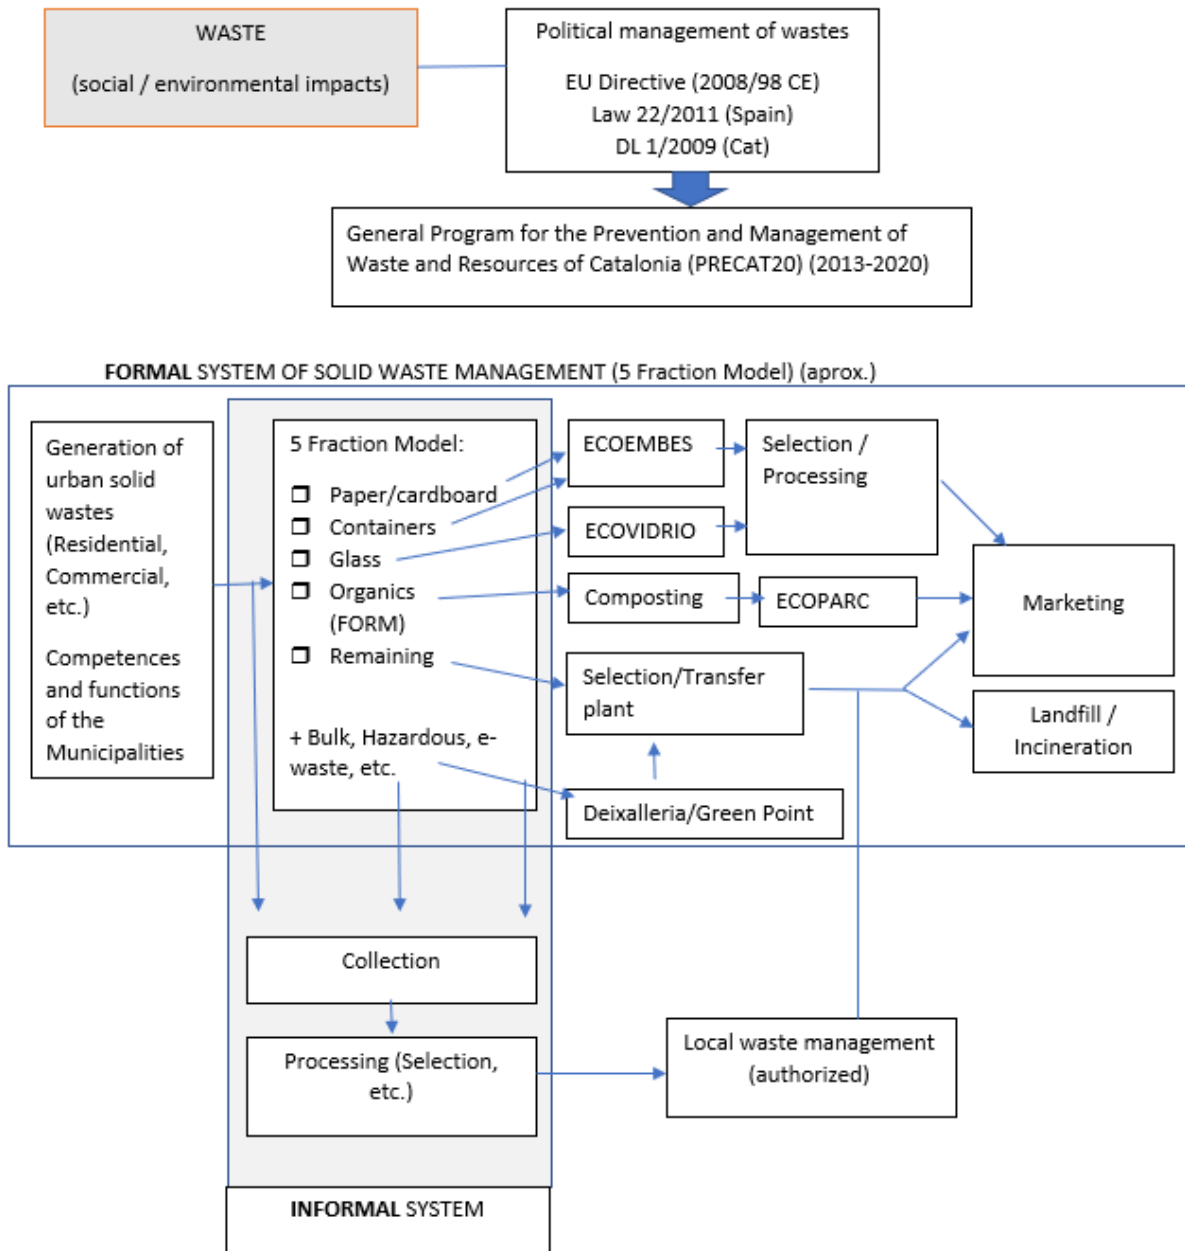 WASTE
(social / environmental impacts)
Political management of wastes
EU Directive (2008/98 CE)
Law 22/2011 (Spain)
DL 1/2009 (Cat)
General Program for the Prevention and Management of
Waste and Resources of Catalonia (PRECAT20) (2013-2020)
FORMAL SYSTEM OF SOLID WASTE MANAGEMENT (5 Fraction Model) (aprox.)
Generation of
urban solid
wastes
(Residential,
Commercial,
etc.)
Competences
and functions
of the
Municipalities
5 Fraction Model:
Paper/cardboard
Containers
Glass
Organics
(FORM)
Remaining
+ Bulk, Hazardous, e-
waste, etc.
ECOEMBES
ECOVIDRIO
Selection /
Processing
Composting
ECOPARC
Marketing
Selection/Transfer
plant
Landfill /
Incineration
Deixalleria/Green Point
Collection
Processing (Selection,
etc.)
Local waste management
(authorized)
INFORMAL SYSTEM